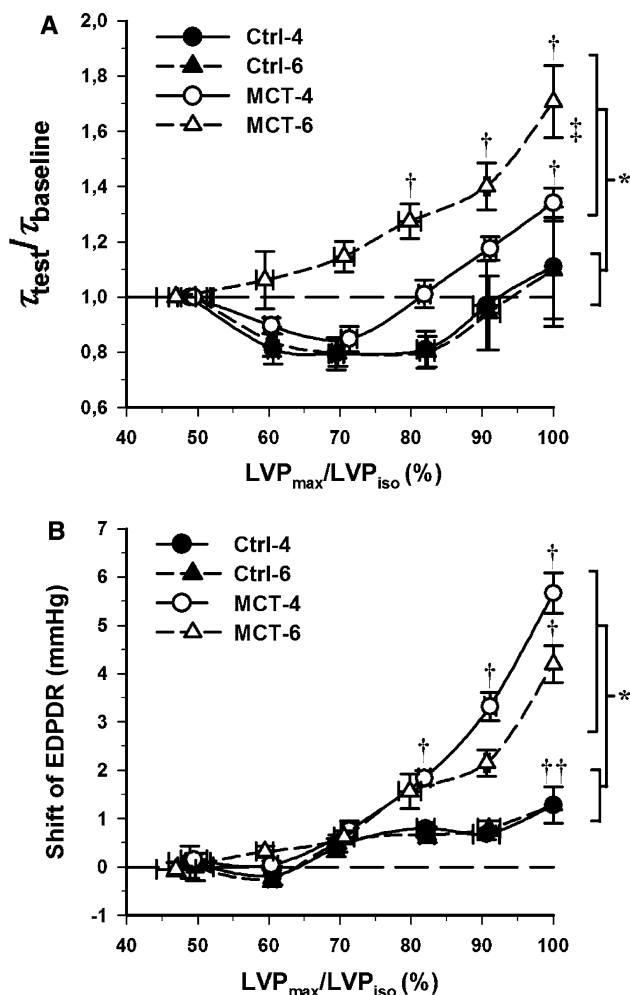 A
2,0
1,8
1,6
1,4
1,2
1,0
0,8
0,6
τtest/τbaseline
Ctrl-4
Ctrl-6
MCT-4
MCT-6
†
†
†
†
‡
*
40 50 60 70 80 90 100
LVPmax/LVPiso (%)
B
7
6
5
4
3
2
1
0
-1
Shift of EDPDR (mmHg)
Ctrl-4
Ctrl-6
MCT-4
MCT-6
†
†
†
†
††
*
40 50 60 70 80 90 100
LVPmax/LVPiso (%)